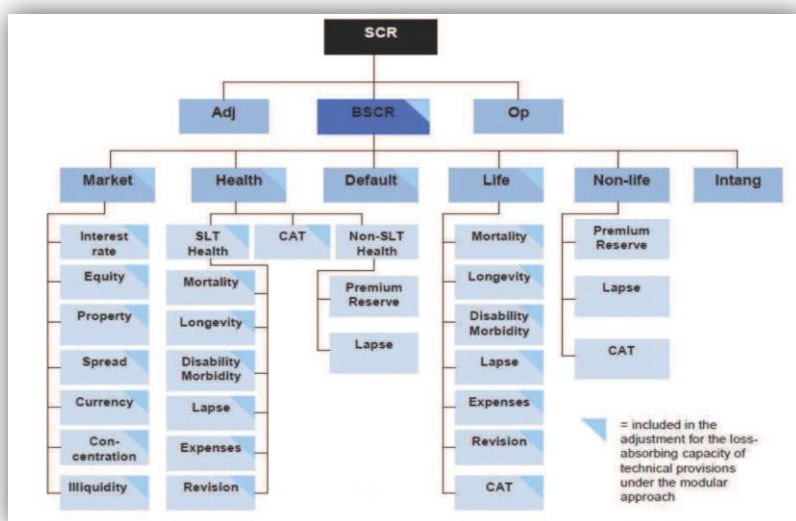 SCR
Adj
BSCR
Op
Market
Health
Default
Life
Non-life
Intang
Interest
rate
Equity
Property
Spread
Currency
Con-
centration
Illiquidity
SLT
Health
CAT
Non-SLT
Health
Mortality
Longevity
Disability
Morbidity
Lapse
Expenses
Revision
Premium
Reserve
Lapse
Mortality
Longevity
Disability
Morbidity
Lapse
Expenses
Revision
CAT
Premium
Reserve
Lapse
CAT
= included in the
adjustment for the loss-
absorbing capacity of
technical provisions
under the modular
approach